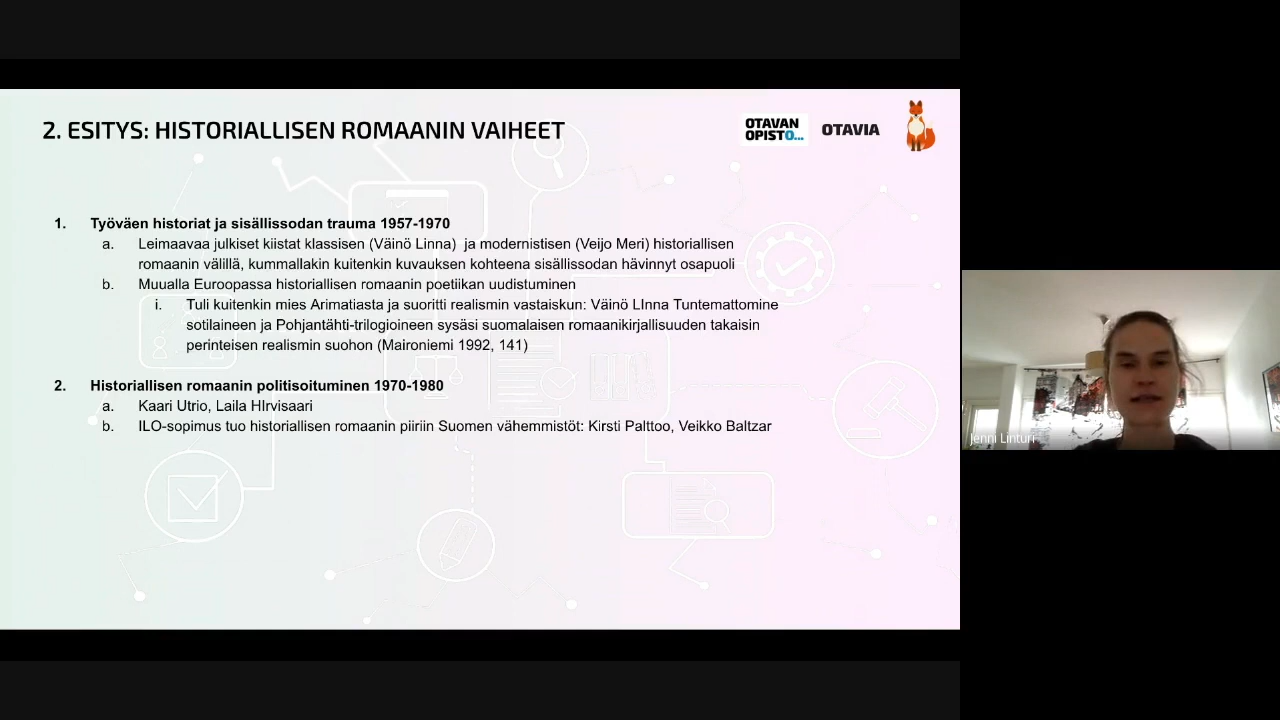 2. ESITYS: HISTORIALLISEN ROMAANIN VAIHEET
OTAVAN
OPISTO...
OTAVIA
1. Työväen historiat ja sisällissodan trauma 1957-1970
a. Leimaavaa julkiset kiistat klassisen (Väinö Linna) ja modernistisen (Veijo Meri) historiallisen
romaanin välillä, kummallakin kuitenkin kuvauksen kohteena sisällissodan hävinnyt osapuoli
b. Muualla Euroopassa historiallisen romaanin poetiikan uudistuminen
i. Tuli kuitenkin mies Arimatiasta ja suoritti realismin vastaiskun: Väinö LInna Tuntemattomine
sotilaineen ja Pohjantähti-trilogioineen sysäsi suomalaisen romaanikirjallisuuden takaisin
perinteisen realismin suohon (Maironiemi 1992, 141)
2. Historiallisen romaanin politisoituminen 1970-1980
a. Kaari Utrio, Laila HIrvisaari
b. ILO-sopimus tuo historiallisen romaanin piiriin Suomen vähemmistöt: Kirsti Palttoo, Veikko Baltzar
Jenni Linturi